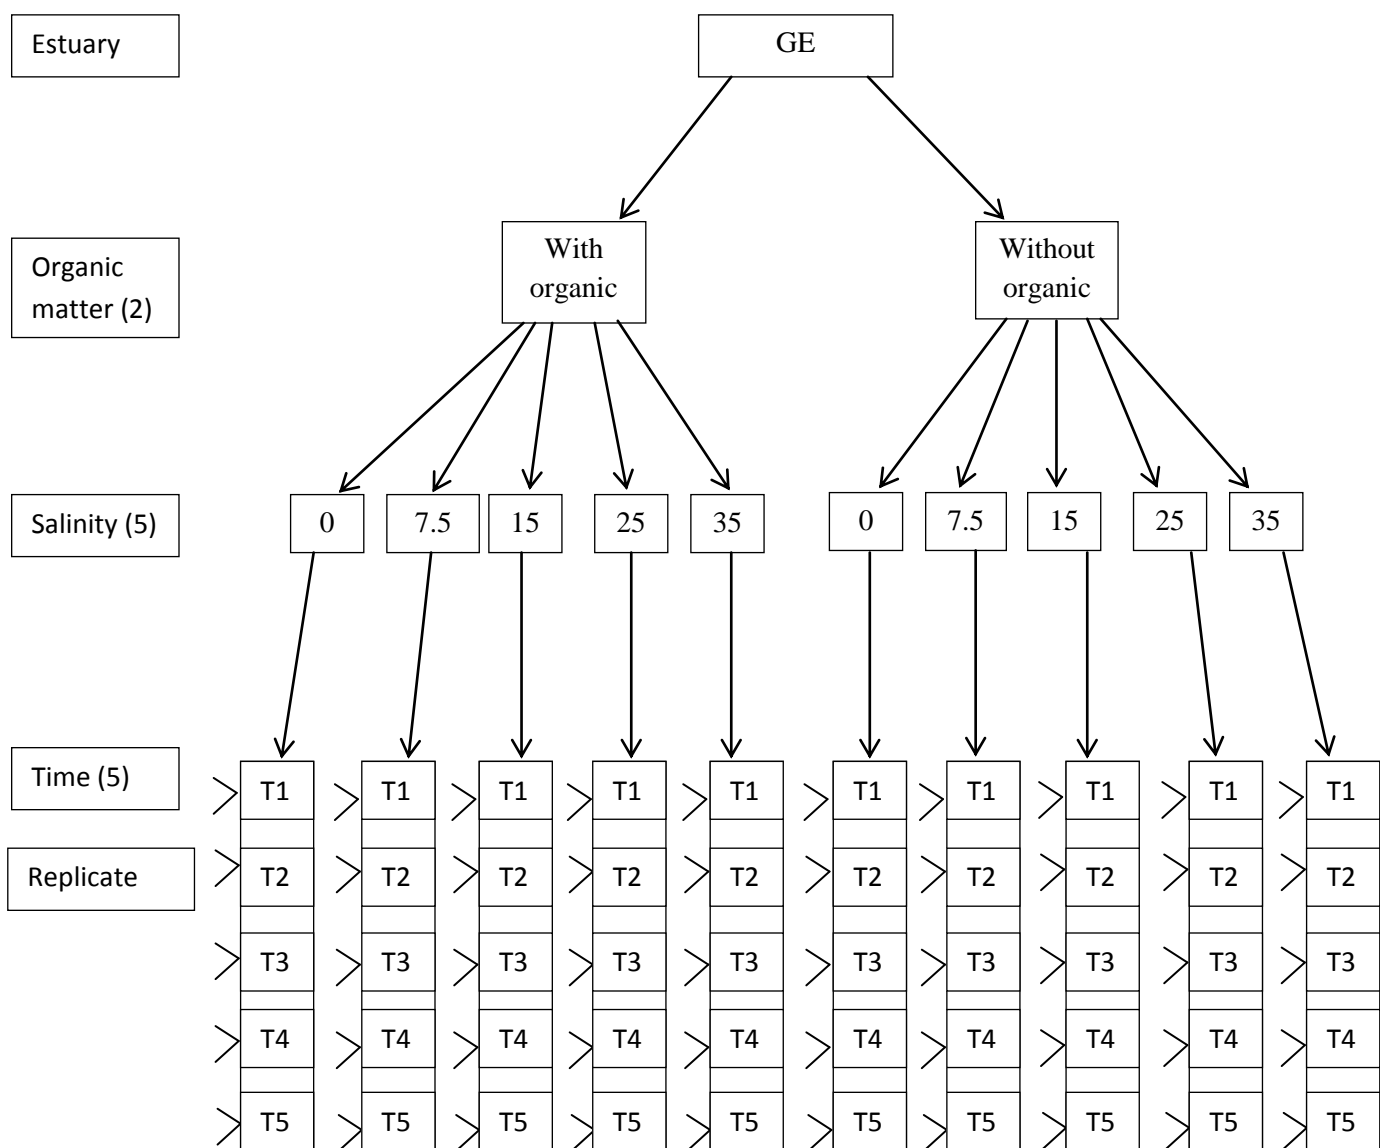 Estuary
GE
Organic
matter (2)
With
organic
Without
organic
Salinity (5)
0 7.5 15 25 35 0 7.5 15 25 35
Time (5)
T1 T1 T1 T1 T1 T1 T1 T1 T1 T1
Replicate
T2 T2 T2 T2 T2 T2 T2 T2 T2 T2
T3 T3 T3 T3 T3 T3 T3 T3 T3 T3
T4 T4 T4 T4 T4 T4 T4 T4 T4 T4
T5 T5 T5 T5 T5 T5 T5 T5 T5 T5